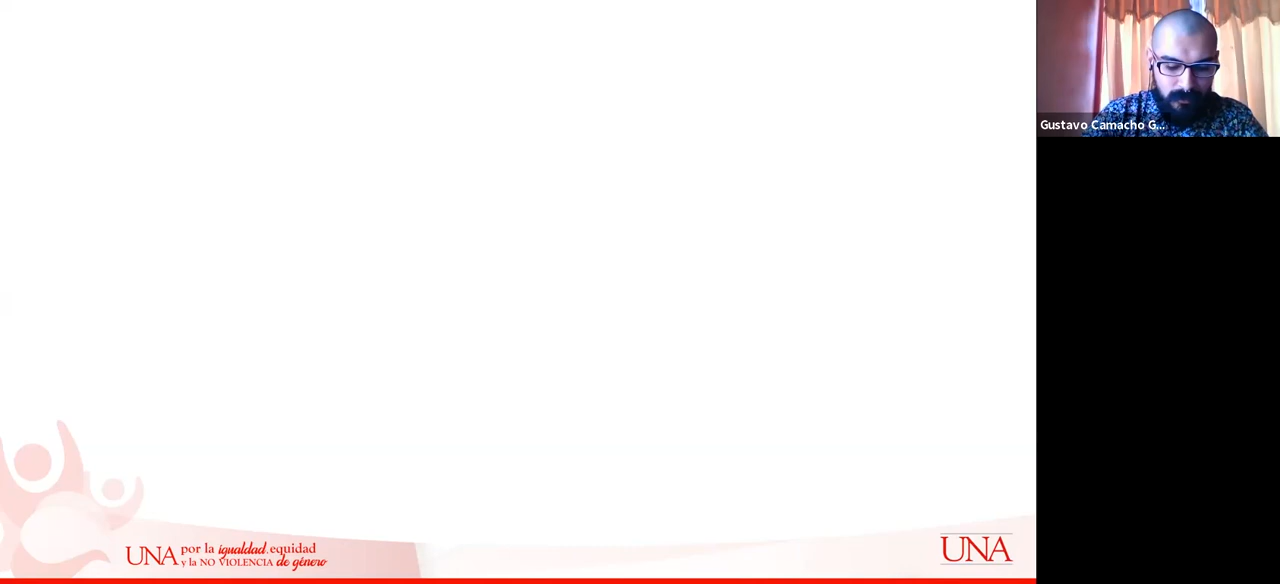 Gustavo Camacho G...
UNA por la igualdad, equidad
y la NO VIOLENCIA de género
UNA